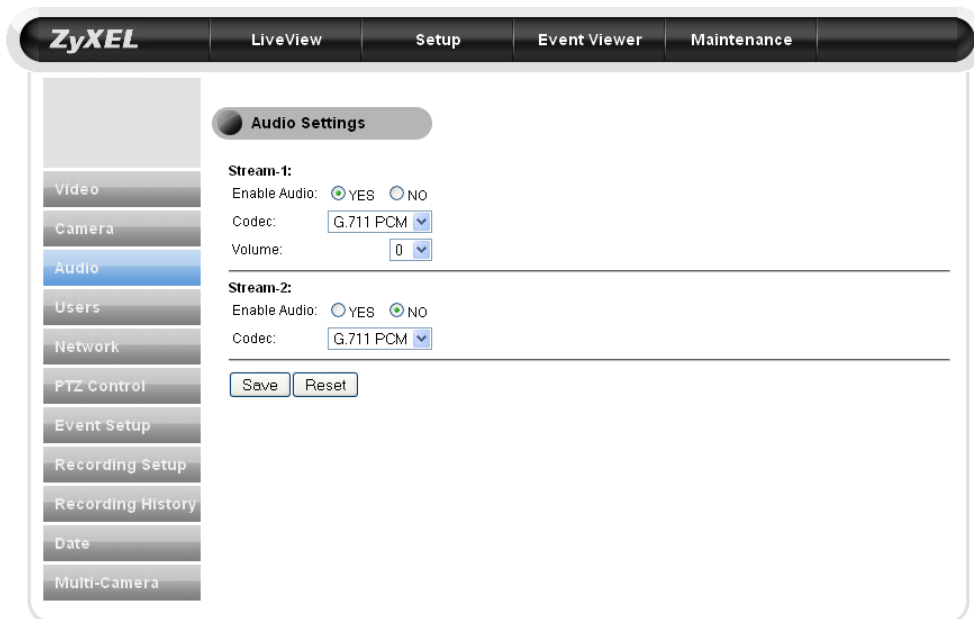 ZyXEL LiveView Setup Event Viewer Maintenance
Audio Settings
Video
Camera
Audio
Users
Network
PTZ Control
Event Setup
Recording Setup
Recording History
Date
Multi-Camera
Stream-1:
Enable Audio: YES NO
Codec: G.711 PCM
Volume: 0
Stream-2:
Enable Audio: YES NO
Codec: G.711 PCM
Save Reset